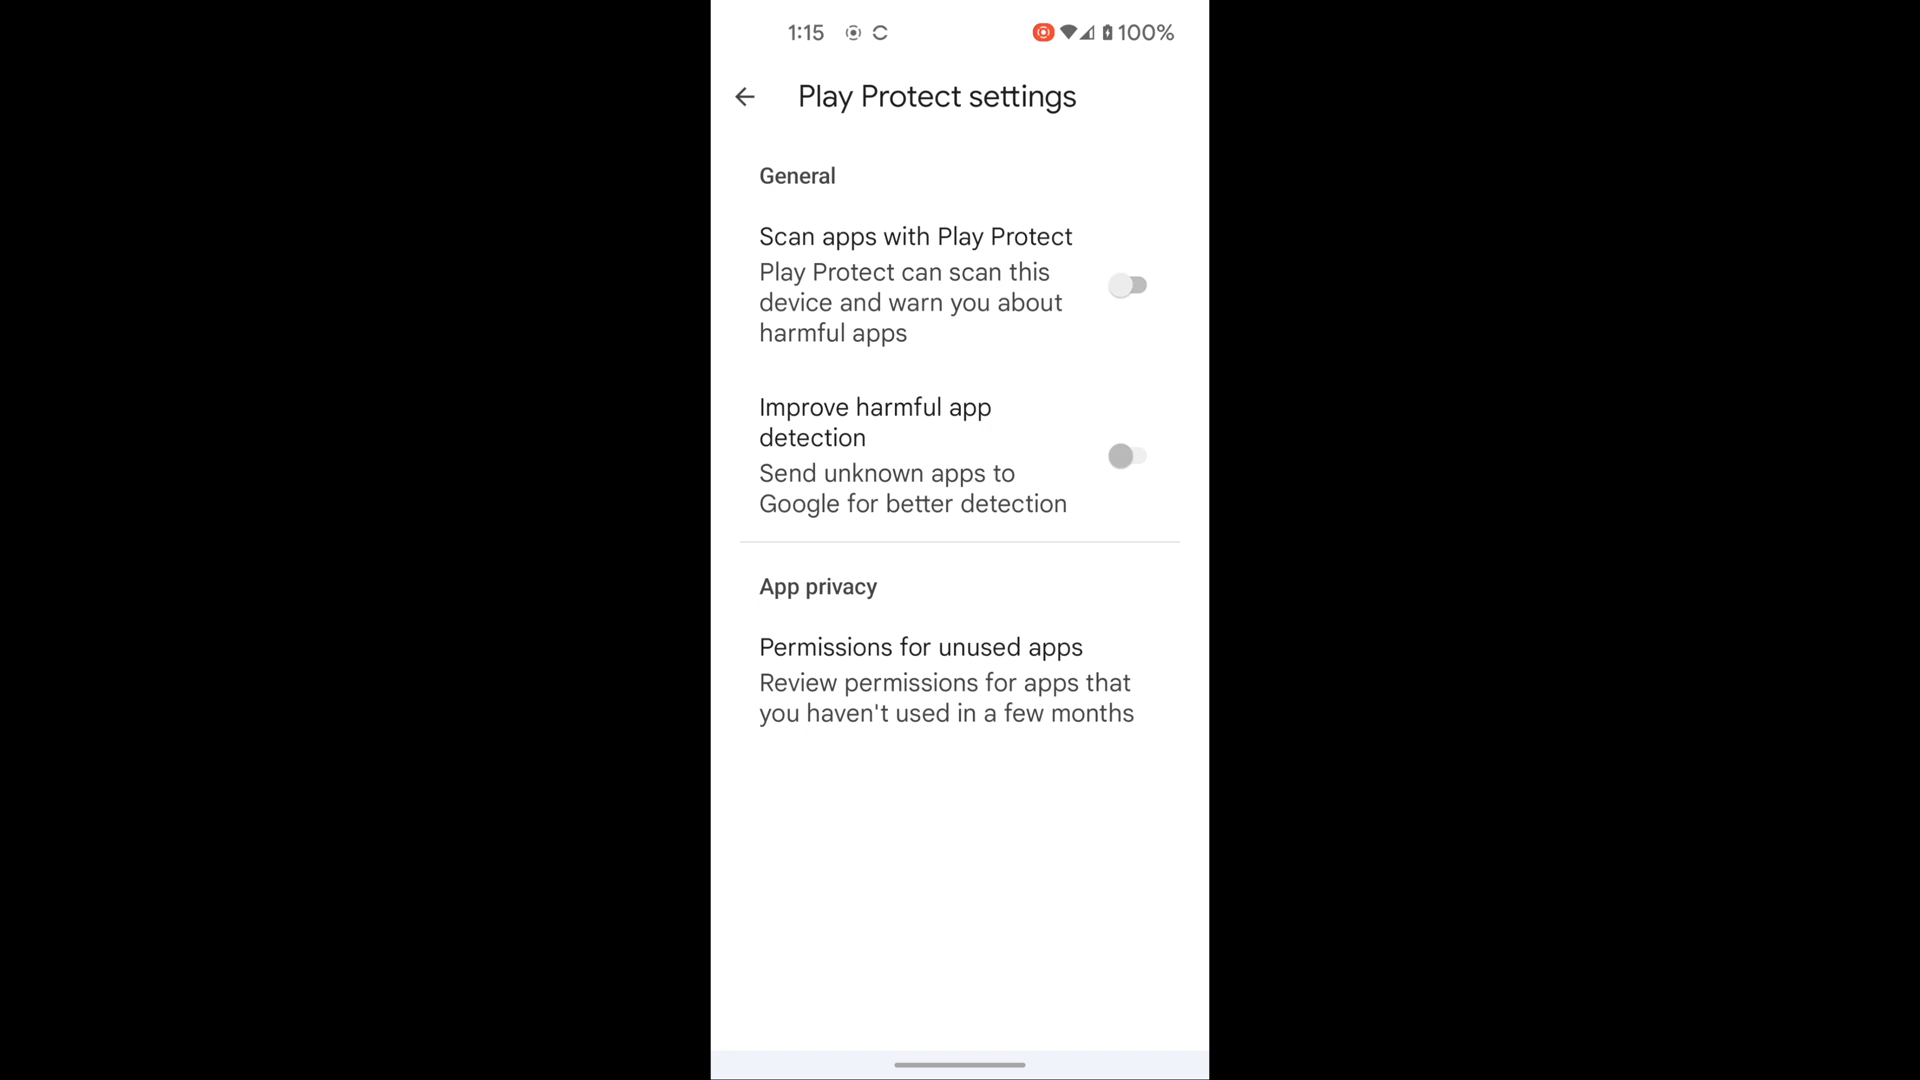 1:15
100%
Play Protect settings
General
Scan apps with Play Protect
Play Protect can scan this
device and warn you about
harmful apps
Improve harmful app
detection
Send unknown apps to
Google for better detection
App privacy
Permissions for unused apps
Review permissions for apps that
you haven't used in a few months